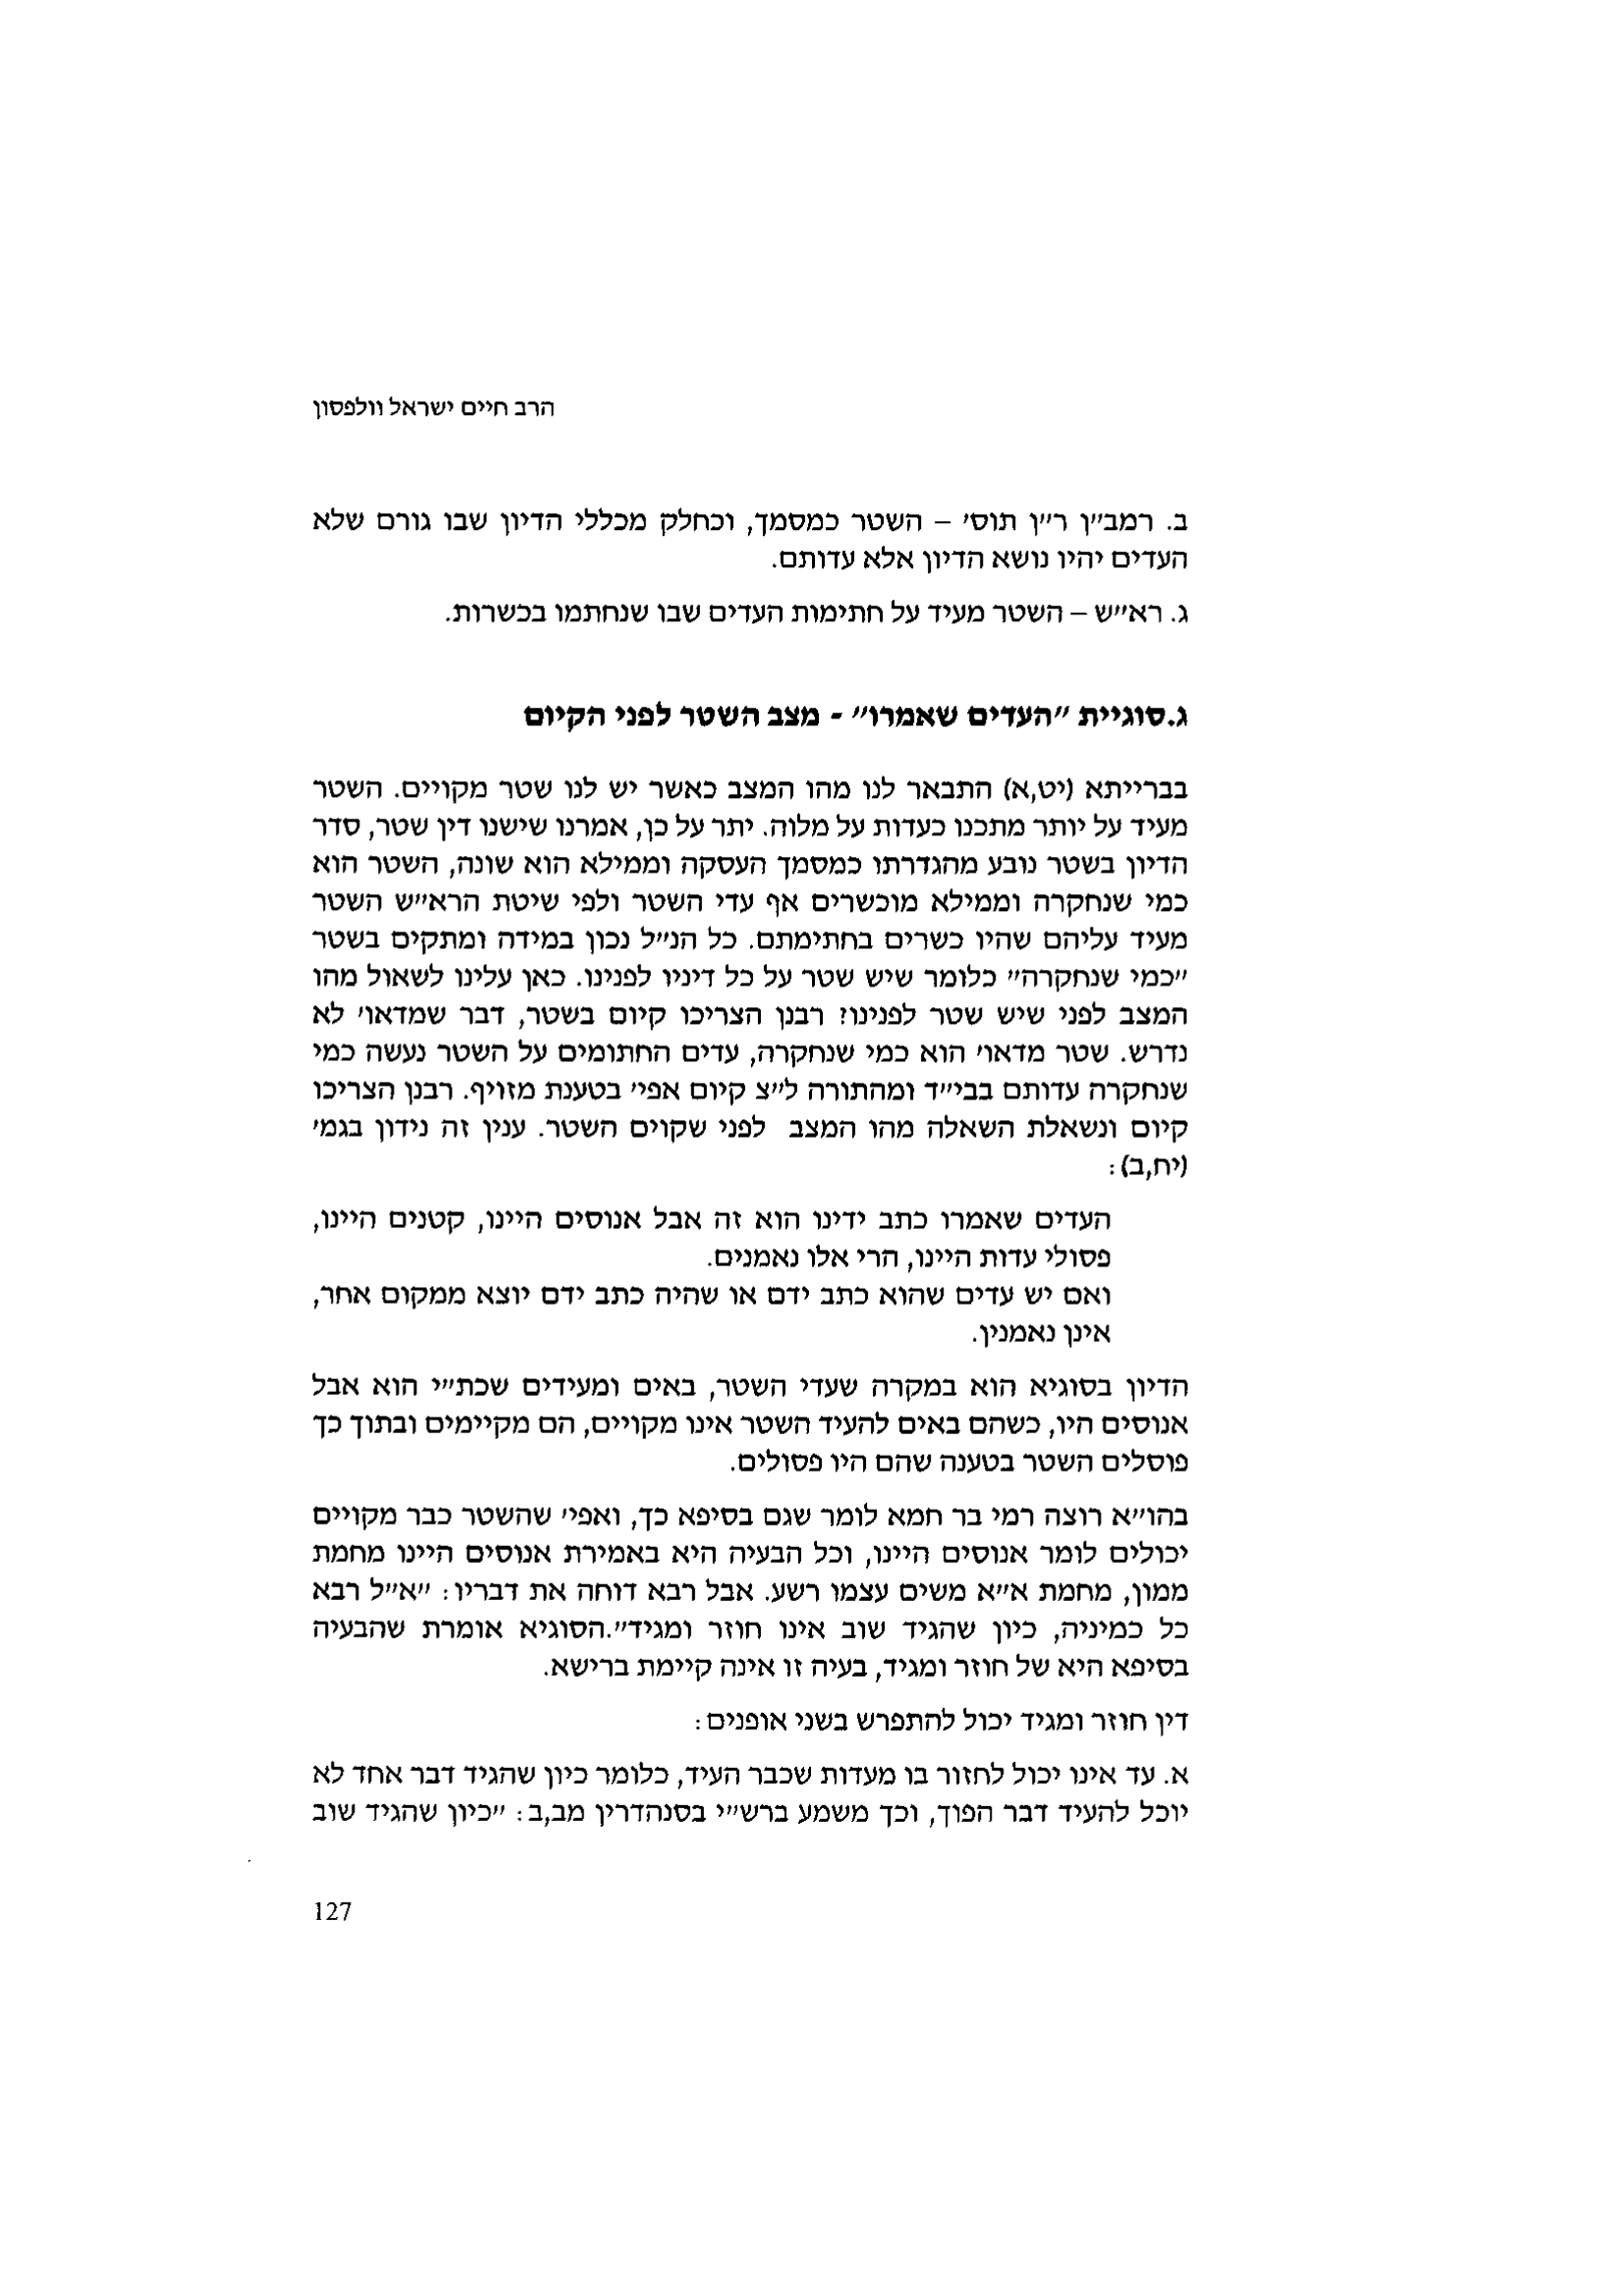 הרב חיים ישראל וולפסון
ב. רמב״ן ר״ן תוס׳ – השטר כמסמך, וכחלק מכללי הדיון שבו גורם שלא
העדים יהיו נושא הדיון אלא עדותם.
ג. רא״ש – השטר מעיד על חתימות העדים שבו שנחתמו בכשרות.
ג.סוגיית ״העדים שאמרו״ - מצב השטר לפני הקיום
בברייתא (יט,א) התבאר לנו מהו המצב כאשר יש לנו שטר מקויים. השטר
מעיד על יותר מתכנו כעדות על מלוה. יתר על כן, אמרנו שישנו דין שטר, סדר
הדיון בשטר נובע מהגדרתו כמסמך העסקה וממילא הוא שונה, השטר הוא
כמי שנחקרה וממילא מוכשרים אף עדי השטר ולפי שיטת הרא״ש השטר
מעיד עליהם שהיו כשרים בחתימתם. כל הנ״ל נכון במידה ומתקים בשטר
״כמי שנחקרה״ כלומר שיש שטר על כל דיניו לפנינו. כאן עלינו לשאול מהו
המצב לפני שיש שטר לפנינו? רבנן הצריכו קיום בשטר, דבר שמדאו׳ לא
נדרש. שטר מדאו׳ הוא כמי שנחקרה, עדים החתומים על השטר נעשה כמי
שנחקרה עדותם בבי״ד ומהתורה ל״צ קיום אפי׳ בטענת מזויף. רבנן הצריכו
קיום ונשאלת השאלה מהו המצב לפני שקוים השטר. ענין זה נידון בגמ׳
(יח,ב):
העדים שאמרו כתב ידינו הוא זה אבל אנוסים היינו, קטנים היינו,
פסולי עדות היינו, הרי אלו נאמנים.
ואם יש עדים שהוא כתב ידם או שהיה כתב ידם יוצא ממקום אחר,
אינן נאמנין.
הדיון בסוגיא הוא במקרה שעדי השטר, באים ומעידים שכת״י הוא אבל
אנוסים היו, כשהם באים להעיד השטר אינו מקויים, הם מקיימים ובתוך כך
פוסלים השטר בטענה שהם היו פסולים.
בהו״א רוצה רמי בר חמא לומר שגם בסיפא כך, ואפי׳ שהשטר כבר מקויים
יכולים לומר אנוסים היינו, וכל הבעיה היא באמירת אנוסים היינו מחמת
ממון, מחמת א״א משים עצמו רשע. אבל רבא דוחה את דבריו: ״א״ל רבא
כל כמיניה, כיון שהגיד שוב אינו חוזר ומגיד״.הסוגיא אומרת שהבעיה
בסיפא היא של חוזר ומגיד, בעיה זו אינה קיימת ברישא.
דין חוזר ומגיד יכול להתפרש בשני אופנים:
א. עד אינו יכול לחזור בו מעדות שכבר העיד, כלומר כיון שהגיד דבר אחד לא
יוכל להעיד דבר הפוך, וכך משמע ברש״י בסנהדרין מב,ב: ״כיון שהגיד שוב
127